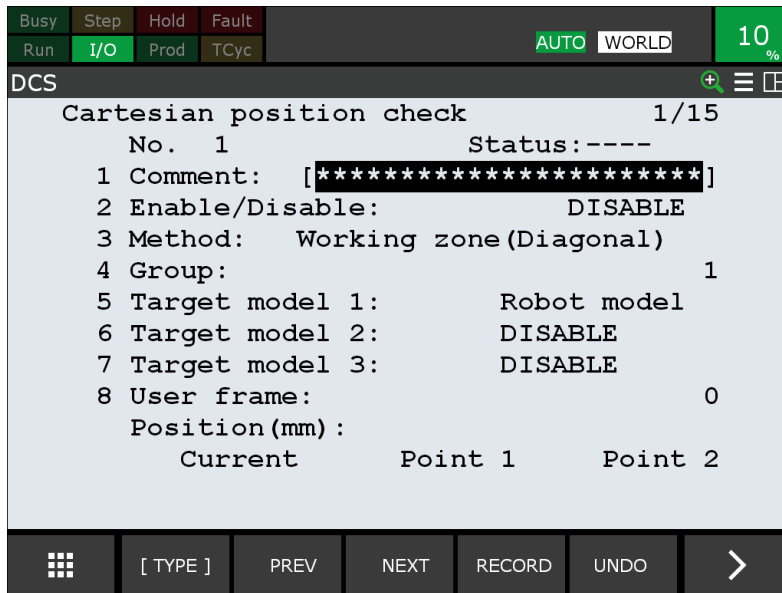 Busy Step Hold Fault
Run I/O Prod TCyc AUTO WORLD 10 %
DCS
Cartesian position check 1/15
No. 1 Status:----
1 Comment: [***********************]
2 Enable/Disable: DISABLE
3 Method: Working zone(Diagonal)
4 Group: 1
5 Target model 1: Robot model
6 Target model 2: DISABLE
7 Target model 3: DISABLE
8 User frame: 0
Position(mm):
Current Point 1 Point 2
[ TYPE ] PREV NEXT RECORD UNDO